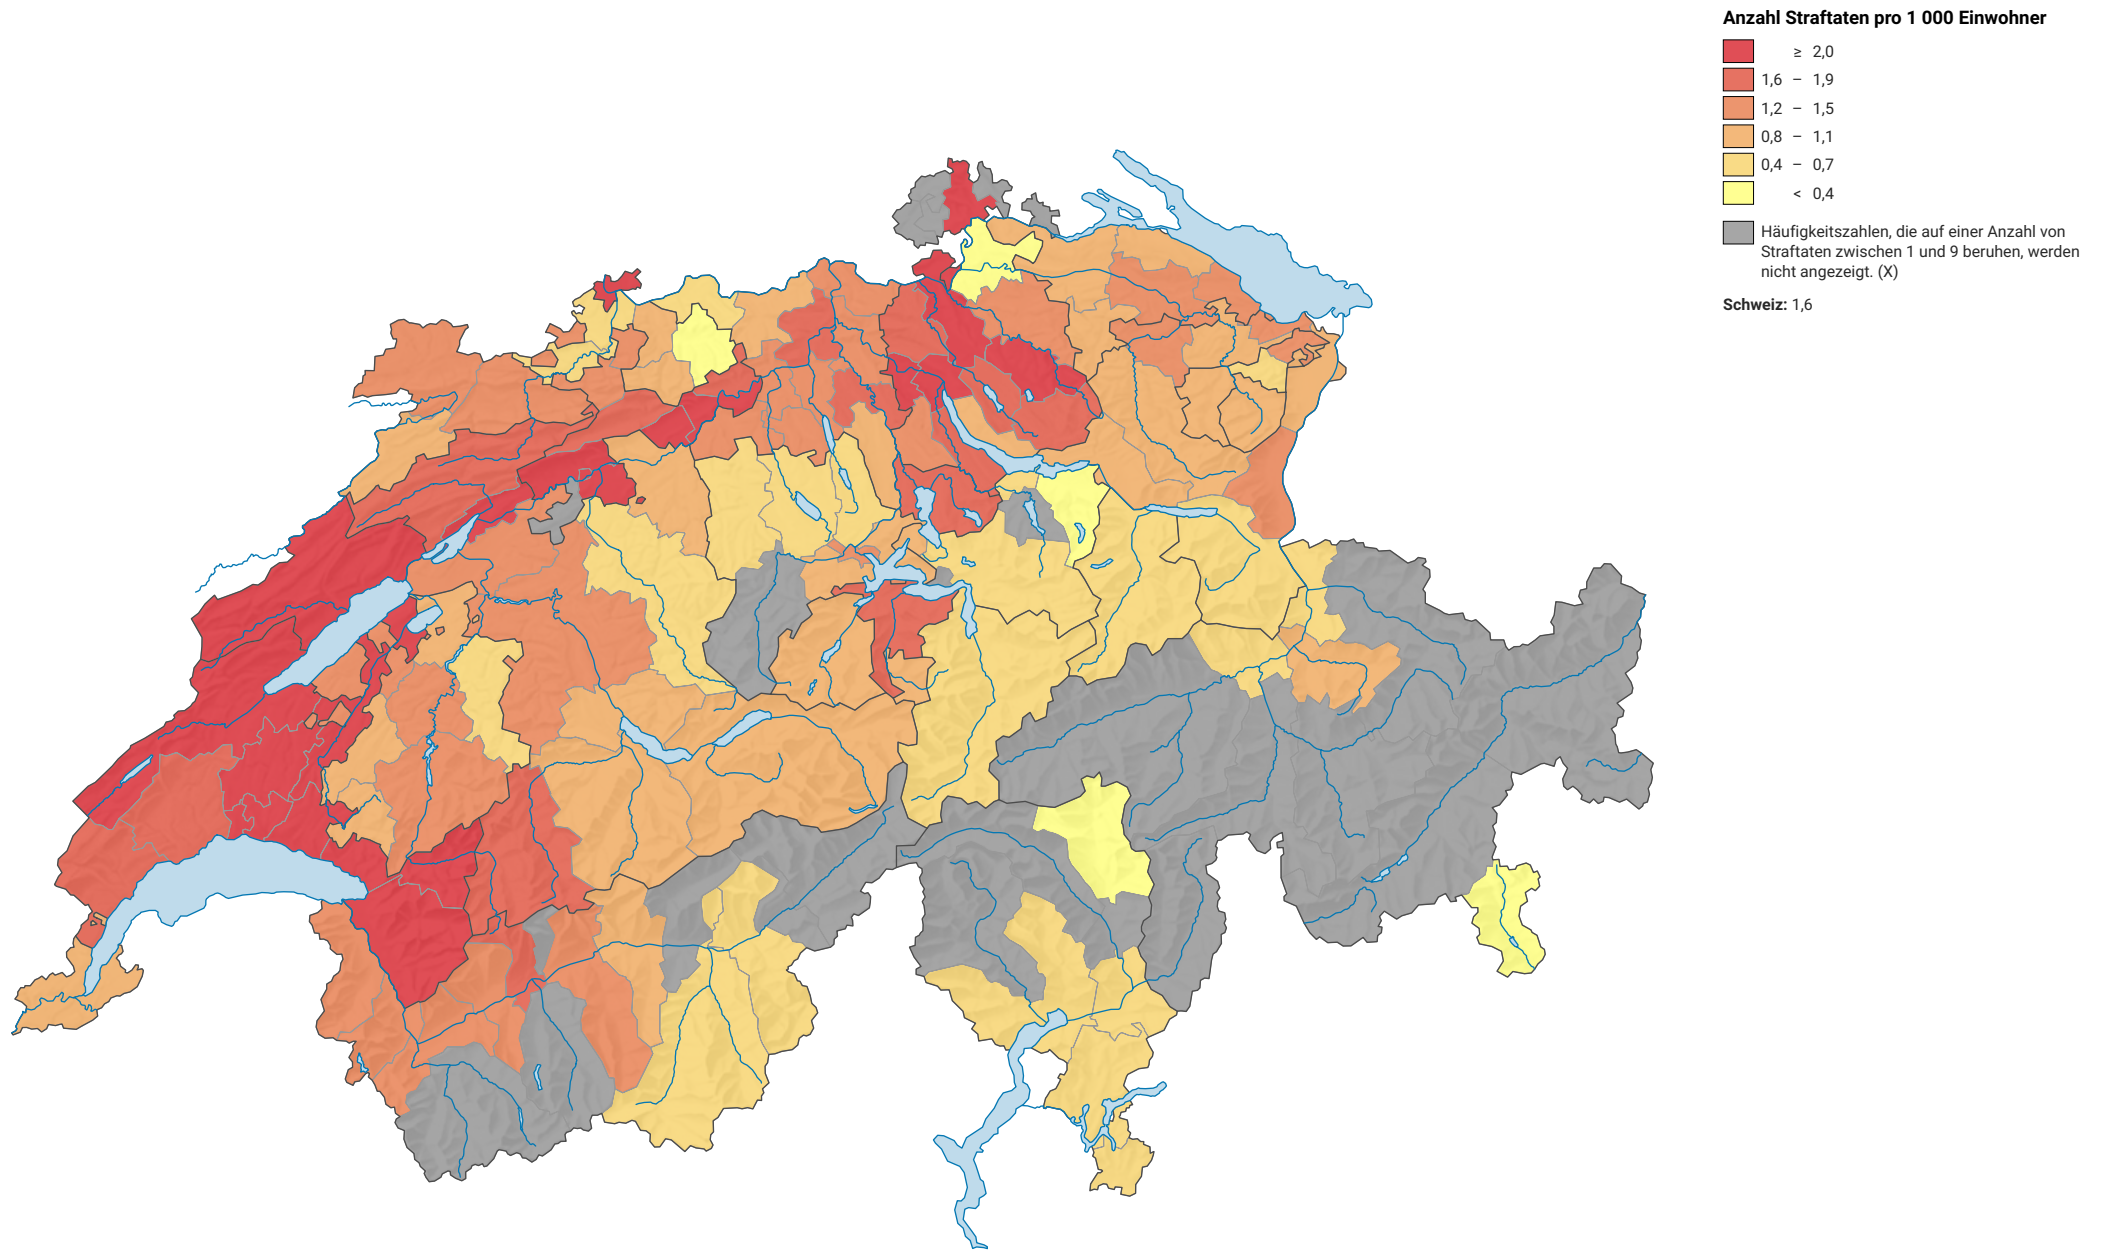 Anzahl Straftaten pro 1 000 Einwohner
≥ 2,0
1,6 – 1,9
1,2 – 1,5
0,8 – 1,1
0,4 – 0,7
< 0,4
Häufigkeitszahlen, die auf einer Anzahl von
Straftaten zwischen 1 und 9 beruhen, werden
nicht angezeigt. (X)
Schweiz: 1,6